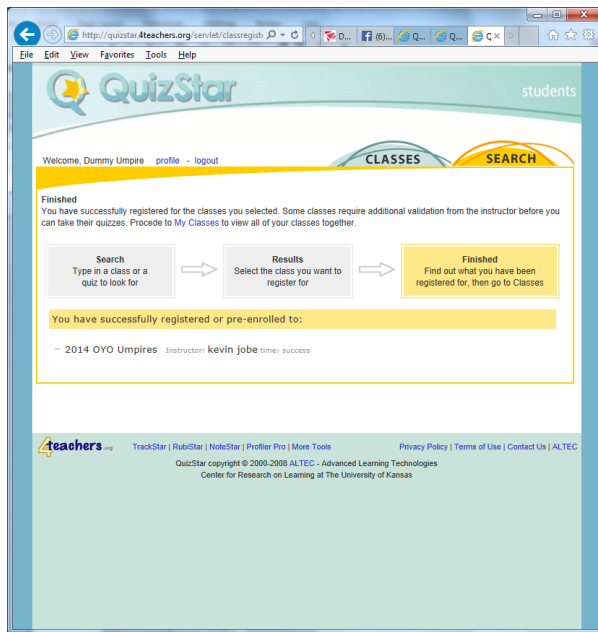 http://quizstar.4teachers.org/servlet/classregist
D...
(6)...
Q...
Q...
Q
File Edit View Favorites Tools Help
QuizStar
students
Welcome, Dummy Umpire profile - logout
CLASSES
SEARCH
Finished
You have successfully registered for the classes you selected. Some classes require additional validation from the instructor before you
can take their quizzes. Procede to My Classes to view all of your classes together.
Search
Type in a class or a
quiz to look for
Results
Select the class you want to
register for
Finished
Find out what you have been
registered for, then go to Classes
You have successfully registered or pre-enrolled to:
– 2014 OYO Umpires Instructor: kevin jobe time: success
4teachers.org
TrackStar | RubiStar | NoteStar | Profiler Pro | More Tools
Privacy Policy | Terms of Use | Contact Us | ALTEC
QuizStar copyright © 2000-2008 ALTEC - Advanced Learning Technologies
Center for Research on Learning at The University of Kansas